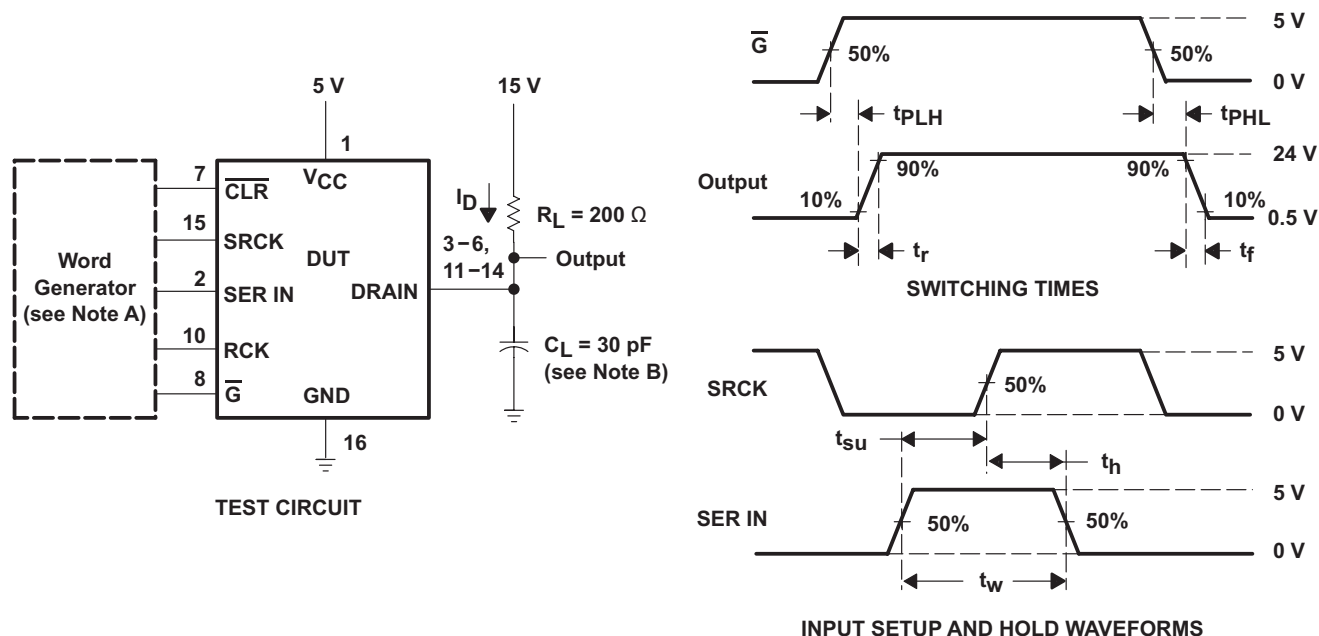 5 V
15 V
1
VCC
7
CLR
15
SRCK
DUT
2
SER IN
DRAIN
10
RCK
8
G
GND
16
Word
Generator
(see Note A)
ID
RL = 200 Ω
3−6,
11−14
Output
CL = 30 pF
(see Note B)
TEST CIRCUIT
G
5 V
50%
50%
0 V
tPLH
tPHL
Output
24 V
90%
90%
10%
10%
0.5 V
tr
tf
SWITCHING TIMES
SRCK
5 V
50%
0 V
tsu
th
SER IN
5 V
50%
50%
0 V
tw
INPUT SETUP AND HOLD WAVEFORMS